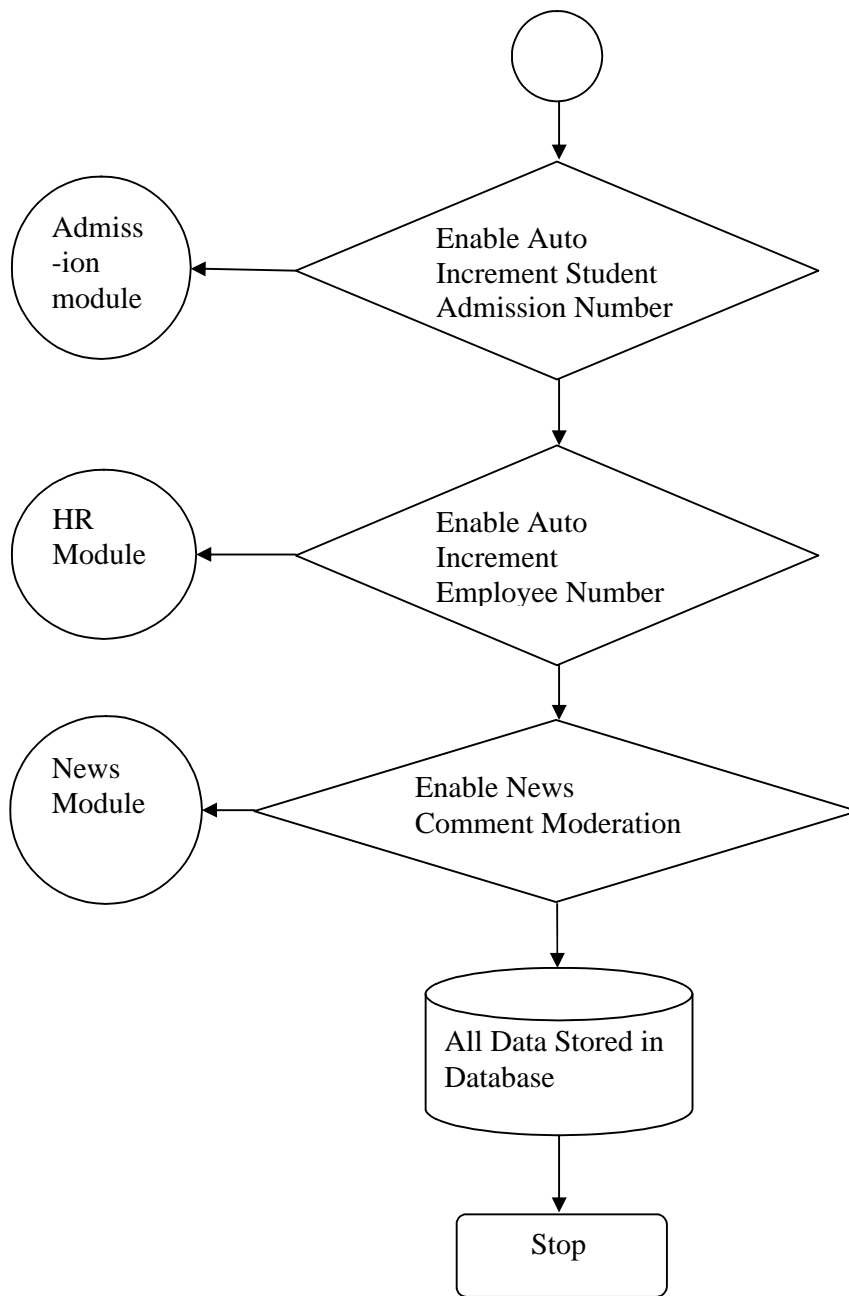 Admiss
-ion
module
Enable Auto
Increment Student
Admission Number
HR
Module
Enable Auto
Increment
Employee Number
News
Module
Enable News
Comment Moderation
All Data Stored in
Database
Stop